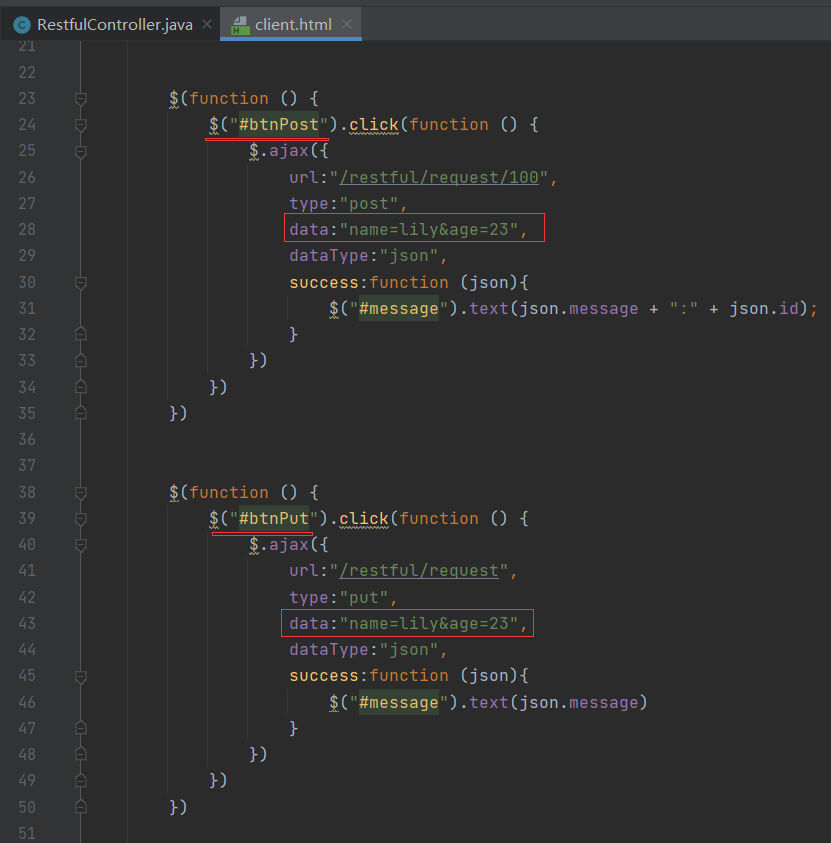 C RestfulController.java
H client.html
21
22
23 $(function () {
24 $("#btnPost").click(function () {
25 $.ajax({
26 url:"/restful/request/100",
27 type:"post",
28 data:"name=lily&age=23",
29 dataType:"json",
30 success:function (json){
31 $("#message").text(json.message + ":" + json.id);
32 }
33 })
34 })
35 })
36
37
38 $(function () {
39 $("#btnPut").click(function () {
40 $.ajax({
41 url:"/restful/request",
42 type:"put",
43 data:"name=lily&age=23",
44 dataType:"json",
45 success:function (json){
46 $("#message").text(json.message)
47 }
48 })
49 })
50 })
51